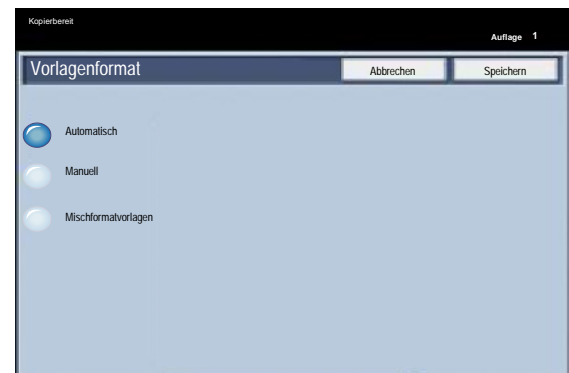 Kopierbereit
Auflage 1
Vorlagenformat
Abbrechen
Speichern
Automatisch
Manuell
Mischformatvorlagen